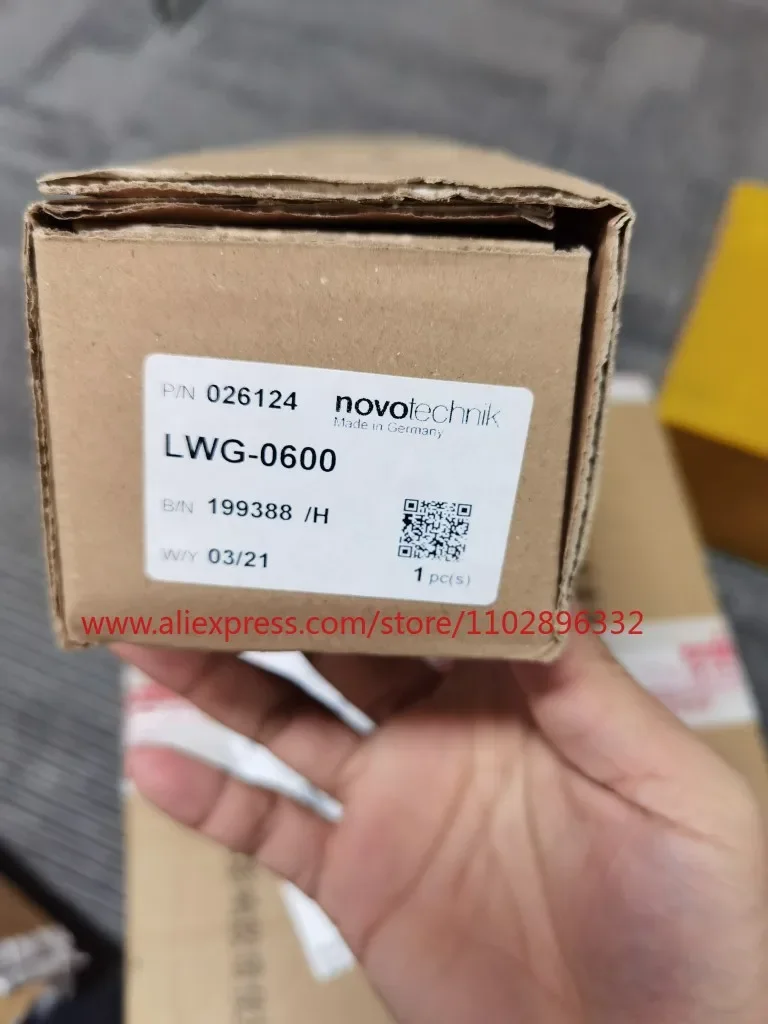 P/N 026124
novotechnik
Made in Germany
LWG-0600
B/N 199388 /H
W/Y 03/21
1 pc(s)
www.aliexpress.com/store/1102896332